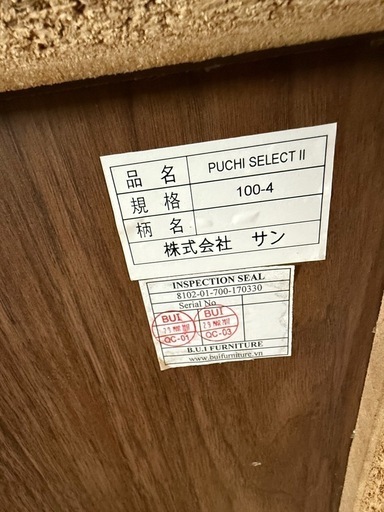 品 名 PUCHI SELECT II
規 格 100-4
柄 名
株式会社 サン
INSPECTION SEAL
8102-01-700-170330
Serial No
BUI BUI
QC-01 QC-03
B.U.I FURNITURE
www.buifurniture.vn